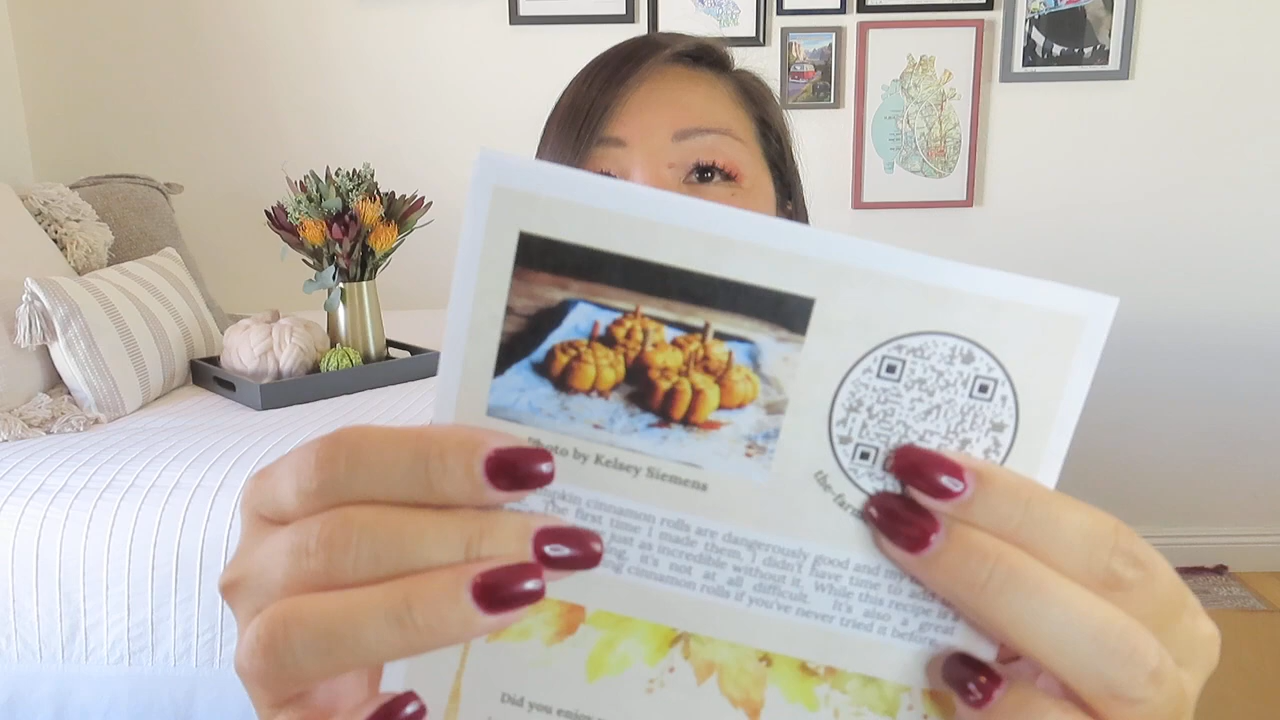 Photo by Kelsey Siemens
the-farm
pumpkin cinnamon rolls are dangerously good and my
The first time I made them, I didn't have time to
just as incredible without it. While this recipe is
it's not at all difficult. It's also a great
cinnamon rolls if you've never tried it before.
Did you enjoy